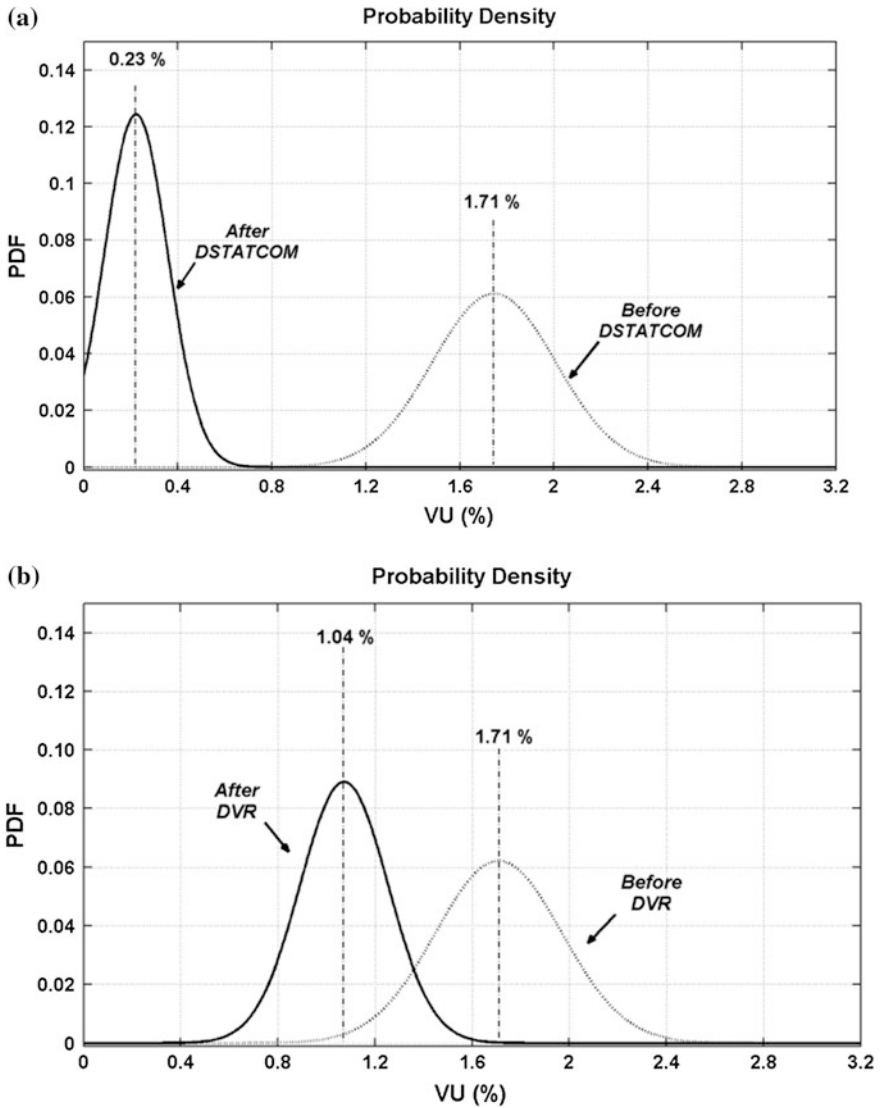 (a)
Probability Density
0.23 %
0.14
0.12
0.1
0.08
0.06
0.04
0.02
0
PDF
After
DSTATCOM
1.71 %
Before
DSTATCOM
0 0.4 0.8 1.2 1.6 2 2.4 2.8 3.2
VU (%)
(b)
Probability Density
1.04 %
0.14
0.12
0.10
0.08
0.06
0.04
0.02
0
PDF
After
DVR
1.71 %
Before
DVR
0 0.4 0.8 1.2 1.6 2 2.4 2.8 3.2
VU (%)